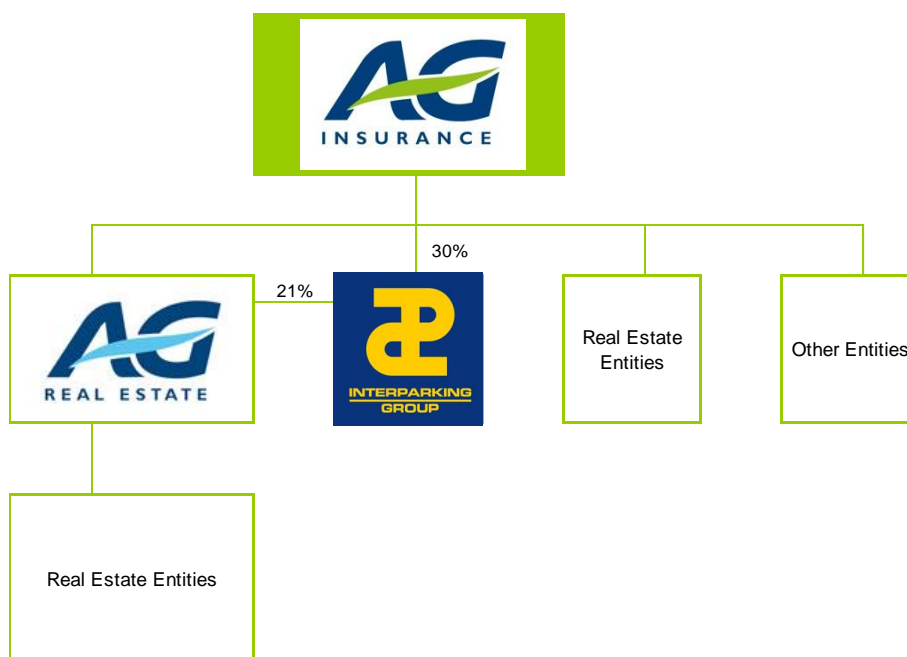 AG
INSURANCE
30%
21%
AG
REAL ESTATE
INTERPARKING
GROUP
Real Estate
Entities
Other Entities
Real Estate Entities